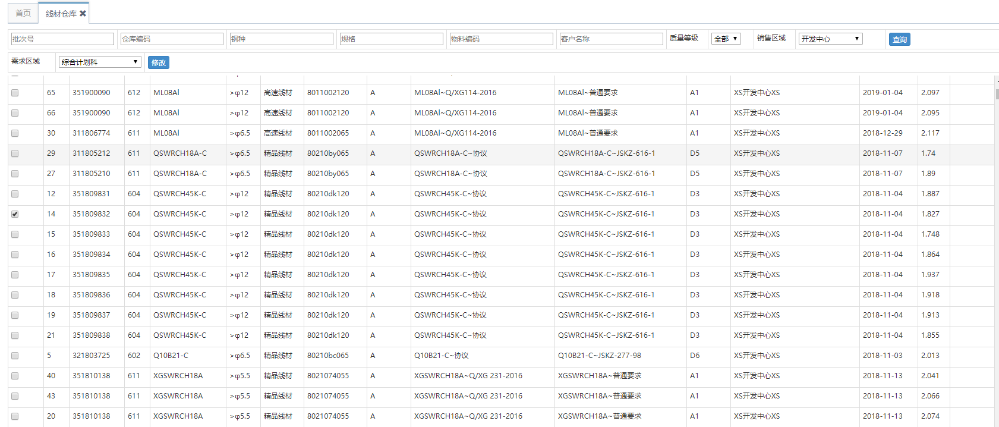 首页 线材仓库
批次号 仓库编码 钢种 规格 物料编码 客户名称 质量等级 全部 销售区域 开发中心 查询
需求区域 综合计划科 修改
65 351900090 612 ML08Al >φ12 高速线材 8011002120 A ML08Al~Q/XG114-2016 ML08Al~普通要求 A1 XS开发中心XS 2019-01-04 2.097
66 351900090 612 ML08Al >φ12 高速线材 8011002120 A ML08Al~Q/XG114-2016 ML08Al~普通要求 A1 XS开发中心XS 2019-01-04 2.095
30 311806774 611 ML08Al >φ6.5 高速线材 8011002065 A ML08Al~Q/XG114-2016 ML08Al~普通要求 A1 XS开发中心XS 2018-12-29 2.117
29 311805212 611 QSWRCH18A-C >φ6.5 精品线材 80210by065 A QSWRCH18A-C~协议 QSWRCH18A-C~JSKZ-616-1 D5 XS开发中心XS 2018-11-07 1.74
27 311805210 611 QSWRCH18A-C >φ6.5 精品线材 80210by065 A QSWRCH18A-C~协议 QSWRCH18A-C~JSKZ-616-1 D5 XS开发中心XS 2018-11-07 1.89
12 351809831 604 QSWRCH45K-C >φ12 精品线材 80210dk120 A QSWRCH45K-C~协议 QSWRCH45K-C~JSKZ-616-1 D3 XS开发中心XS 2018-11-04 1.887
14 351809832 604 QSWRCH45K-C >φ12 精品线材 80210dk120 A QSWRCH45K-C~协议 QSWRCH45K-C~JSKZ-616-1 D3 XS开发中心XS 2018-11-04 1.827
15 351809833 604 QSWRCH45K-C >φ12 精品线材 80210dk120 A QSWRCH45K-C~协议 QSWRCH45K-C~JSKZ-616-1 D3 XS开发中心XS 2018-11-04 1.748
16 351809834 604 QSWRCH45K-C >φ12 精品线材 80210dk120 A QSWRCH45K-C~协议 QSWRCH45K-C~JSKZ-616-1 D3 XS开发中心XS 2018-11-04 1.864
17 351809835 604 QSWRCH45K-C >φ12 精品线材 80210dk120 A QSWRCH45K-C~协议 QSWRCH45K-C~JSKZ-616-1 D3 XS开发中心XS 2018-11-04 1.937
18 351809836 604 QSWRCH45K-C >φ12 精品线材 80210dk120 A QSWRCH45K-C~协议 QSWRCH45K-C~JSKZ-616-1 D3 XS开发中心XS 2018-11-04 1.918
19 351809837 604 QSWRCH45K-C >φ12 精品线材 80210dk120 A QSWRCH45K-C~协议 QSWRCH45K-C~JSKZ-616-1 D3 XS开发中心XS 2018-11-04 1.913
21 351809838 604 QSWRCH45K-C >φ12 精品线材 80210dk120 A QSWRCH45K-C~协议 QSWRCH45K-C~JSKZ-616-1 D3 XS开发中心XS 2018-11-04 1.855
5 321803725 602 Q10B21-C >φ6.5 精品线材 80210bc065 A Q10B21-C~协议 Q10B21-C~JSKZ-277-98 D6 XS开发中心XS 2018-11-03 2.013
40 351810138 611 XGSWRCH18A >φ5.5 精品线材 8021074055 A XGSWRCH18A~Q/XG 231-2016 XGSWRCH18A~普通要求 A1 XS开发中心XS 2018-11-13 2.041
43 351810138 611 XGSWRCH18A >φ5.5 精品线材 8021074055 A XGSWRCH18A~Q/XG 231-2016 XGSWRCH18A~普通要求 A1 XS开发中心XS 2018-11-13 2.066
20 351810138 611 XGSWRCH18A >φ5.5 精品线材 8021074055 A XGSWRCH18A~Q/XG 231-2016 XGSWRCH18A~普通要求 A1 XS开发中心XS 2018-11-13 2.074